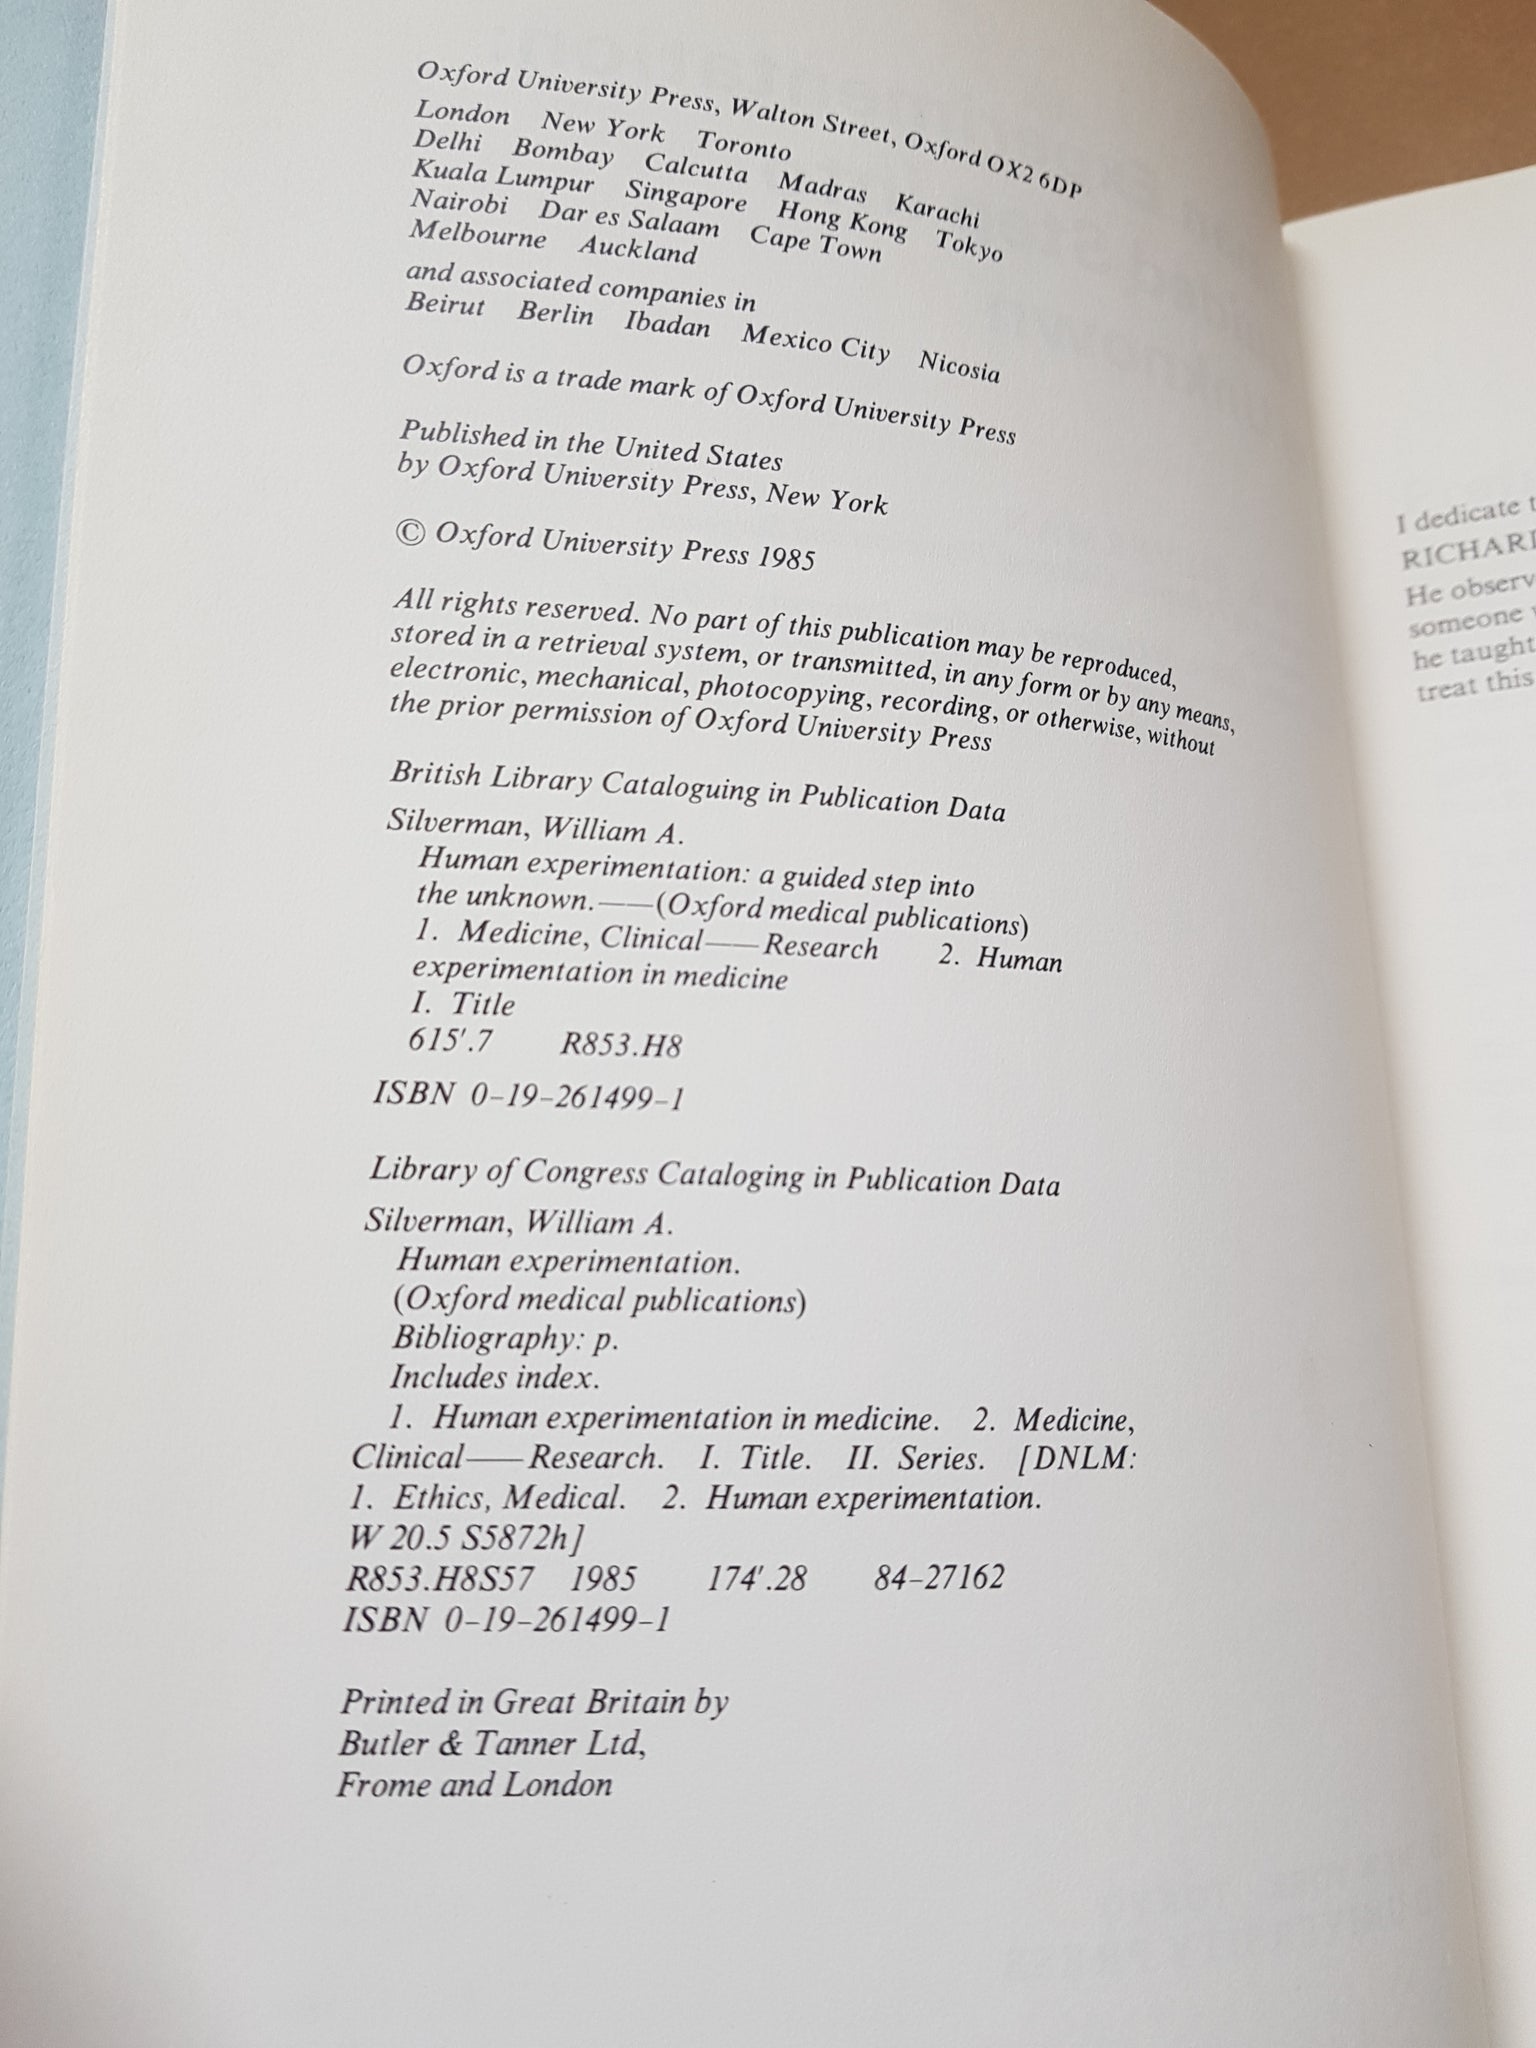 Oxford University Press, Walton Street, Oxford OX2 6DP
London New York Toronto
Delhi Bombay Calcutta Madras Karachi
Kuala Lumpur Singapore Hong Kong Tokyo
Nairobi Dar es Salaam Cape Town
Melbourne Auckland
and associated companies in
Beirut Berlin Ibadan Mexico City Nicosia
Oxford is a trade mark of Oxford University Press
Published in the United States
by Oxford University Press, New York
© Oxford University Press 1985
All rights reserved. No part of this publication may be reproduced,
stored in a retrieval system, or transmitted, in any form or by any means,
electronic, mechanical, photocopying, recording, or otherwise, without
the prior permission of Oxford University Press
British Library Cataloguing in Publication Data
Silverman, William A.
Human experimentation: a guided step into
the unknown.——(Oxford medical publications)
1. Medicine, Clinical——Research 2. Human
experimentation in medicine
I. Title
615'.7 R853.H8
ISBN 0-19-261499-1
Library of Congress Cataloging in Publication Data
Silverman, William A.
Human experimentation.
(Oxford medical publications)
Bibliography: p.
Includes index.
1. Human experimentation in medicine. 2. Medicine,
Clinical——Research. I. Title. II. Series. [DNLM:
1. Ethics, Medical. 2. Human experimentation.
W 20.5 S5872h]
R853.H8S57 1985 174'.28 84-27162
ISBN 0-19-261499-1
Printed in Great Britain by
Butler & Tanner Ltd,
Frome and London
I dedicate
RICHARD
He
someone
he taught
treat this